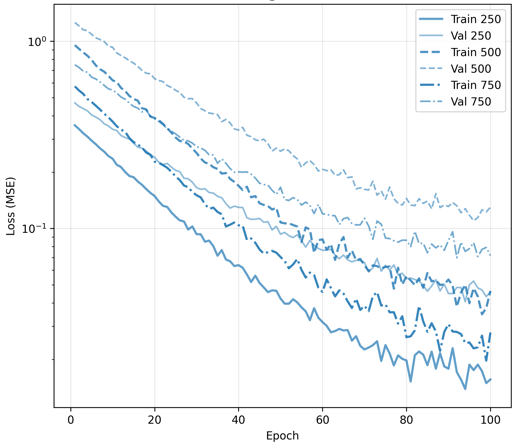 Train 250
Val 250
Train 500
Val 500
Train 750
Val 750
10⁰
10⁻¹
Loss (MSE)
0
20
40
60
80
100
Epoch